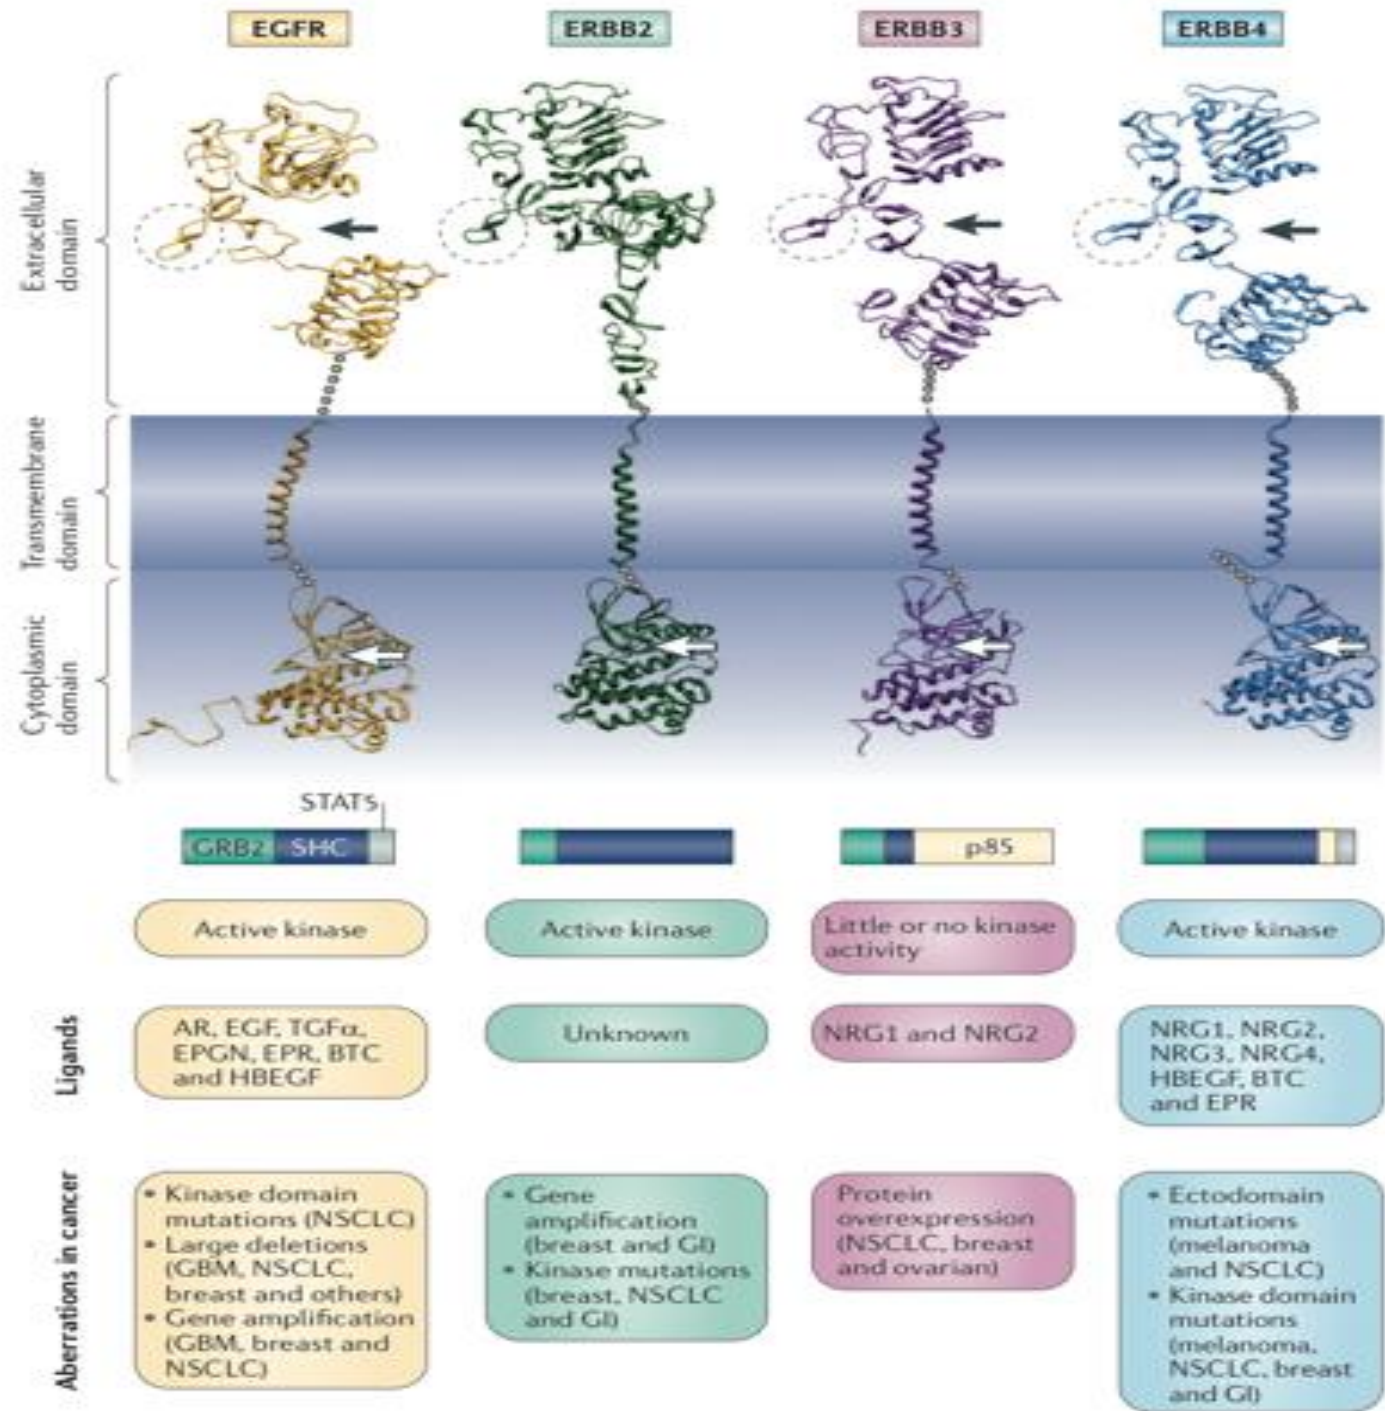 EGFR
ERBB2
ERBB3
ERBB4
Extracellular
domain
Transmembrane
domain
Cytoplasmic
domain
STAT5
GRB2
SHC
p85
Active kinase
Active kinase
Little or no kinase
activity
Active kinase
Ligands
AR, EGF, TGFα,
EPGN, EPR, BTC
and HBEGF
Unknown
NRG1 and NRG2
NRG1, NRG2,
NRG3, NRG4,
HBEGF, BTC
and EPR
Aberrations in cancer
• Kinase domain
mutations (NSCLC)
• Large deletions
(GBM, NSCLC,
breast and others)
• Gene amplification
(GBM, breast and
NSCLC)
• Gene
amplification
(breast and GI)
• Kinase mutations
(breast, NSCLC
and GI)
Protein
overexpression
(NSCLC, breast
and ovarian)
• Ectodomain
mutations
(melanoma
and NSCLC)
• Kinase domain
mutations
(melanoma,
NSCLC, breast
and GI)